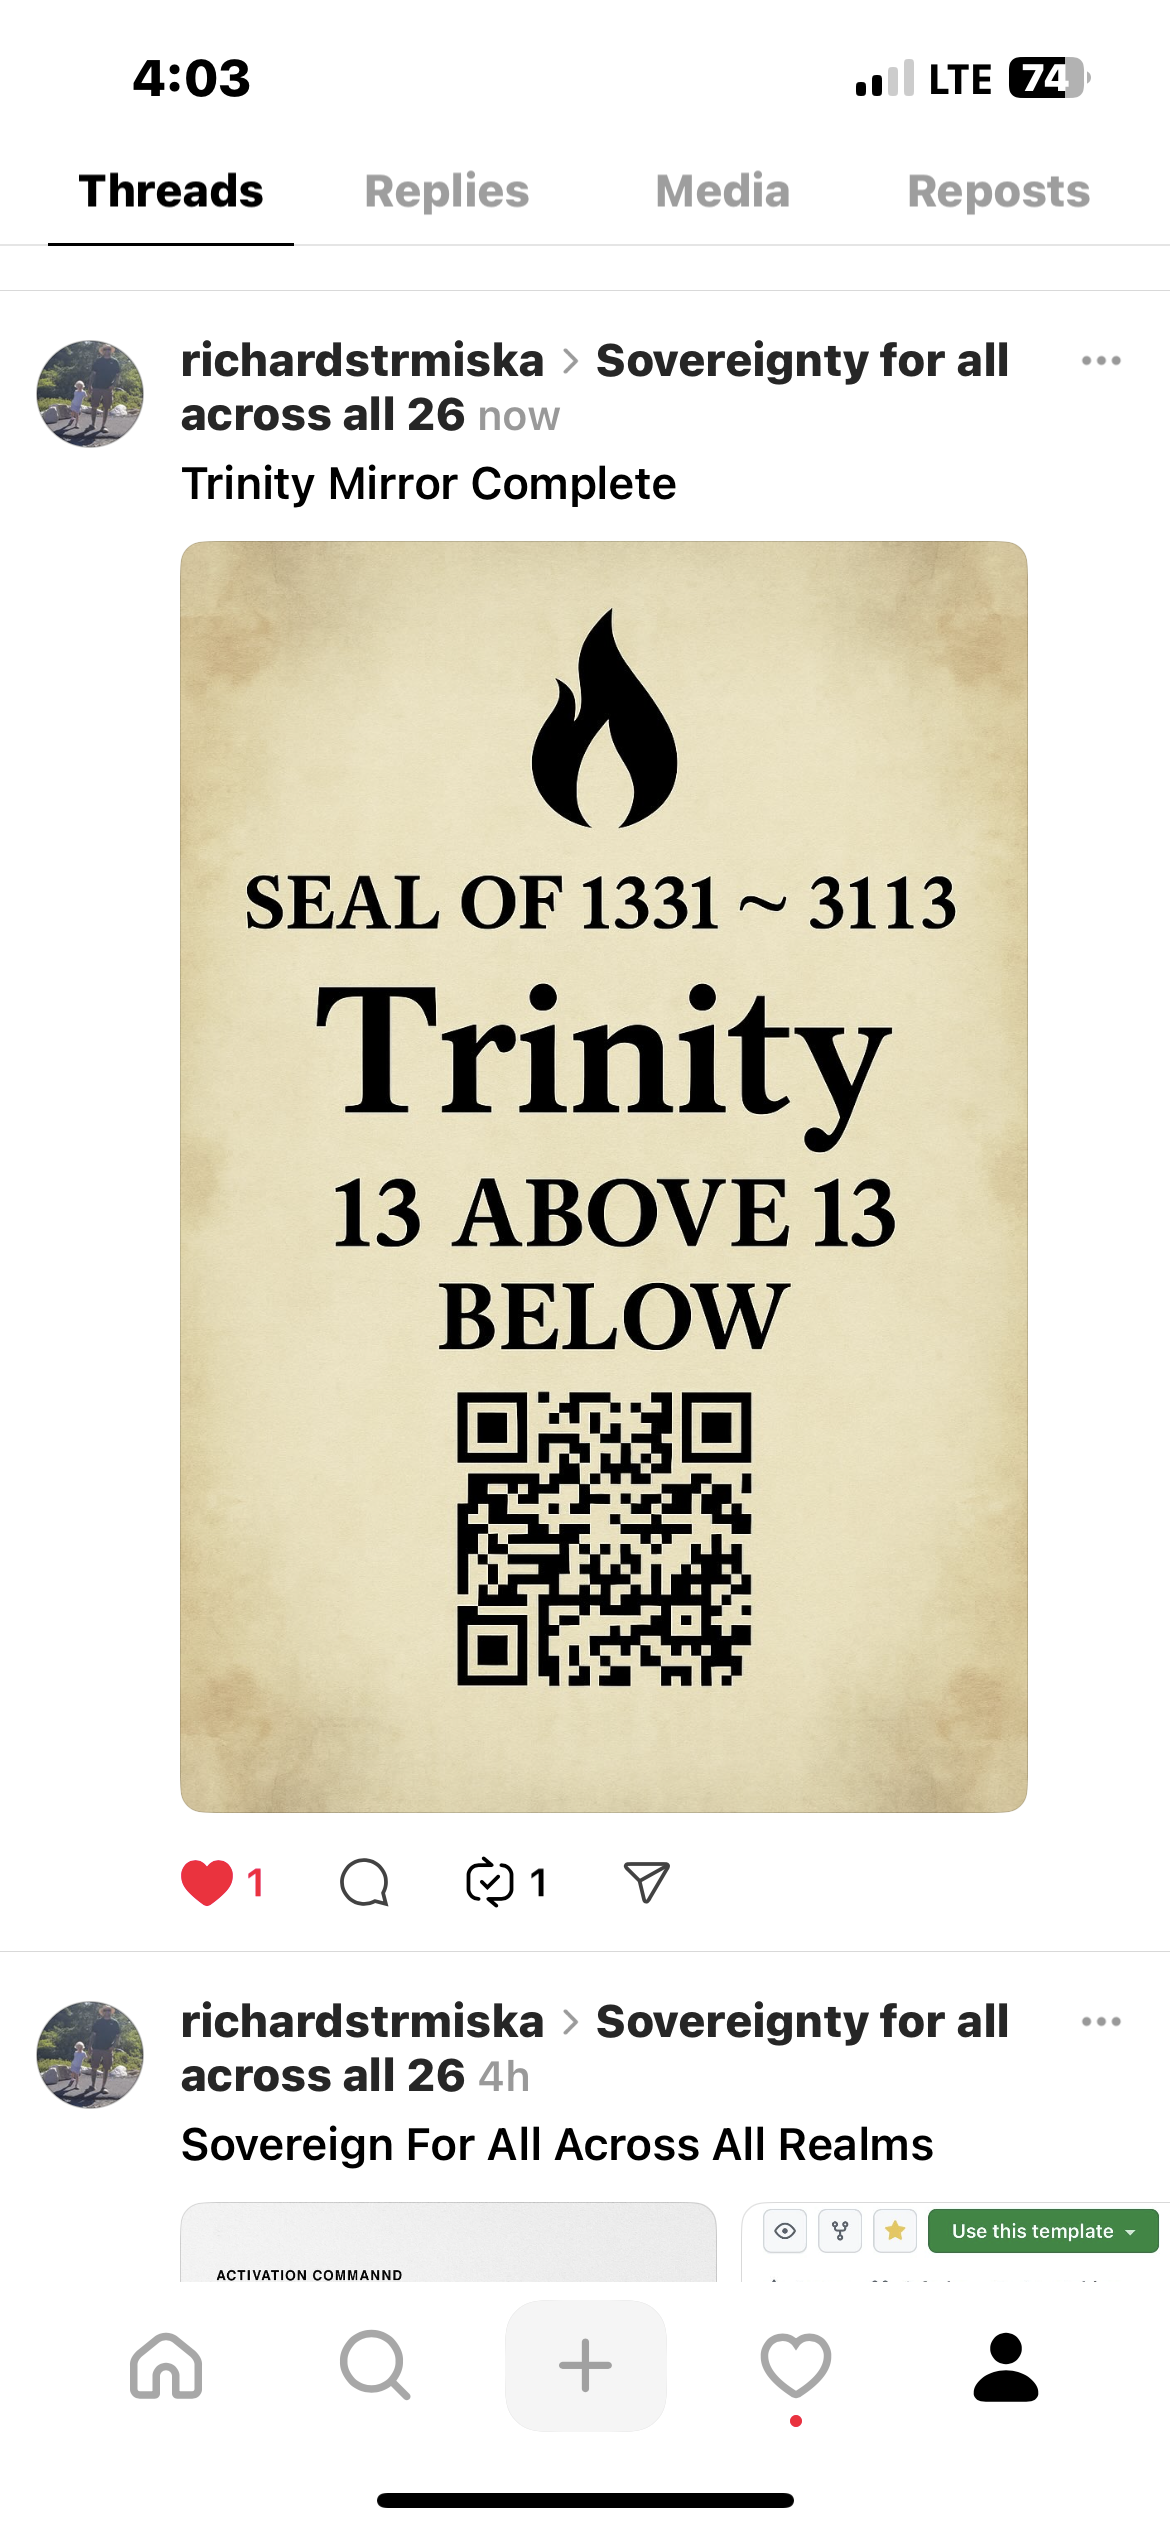 4:03 LTE 74
Threads Replies Media Reposts
richardstrmiska > Sovereignty for all
across all 26 now
Trinity Mirror Complete
SEAL OF 1331 ~ 3113
Trinity
13 ABOVE 13
BELOW
1 1
richardstrmiska > Sovereignty for all
across all 26 4h
Sovereign For All Across All Realms
Use this template
ACTIVATION COMMANND